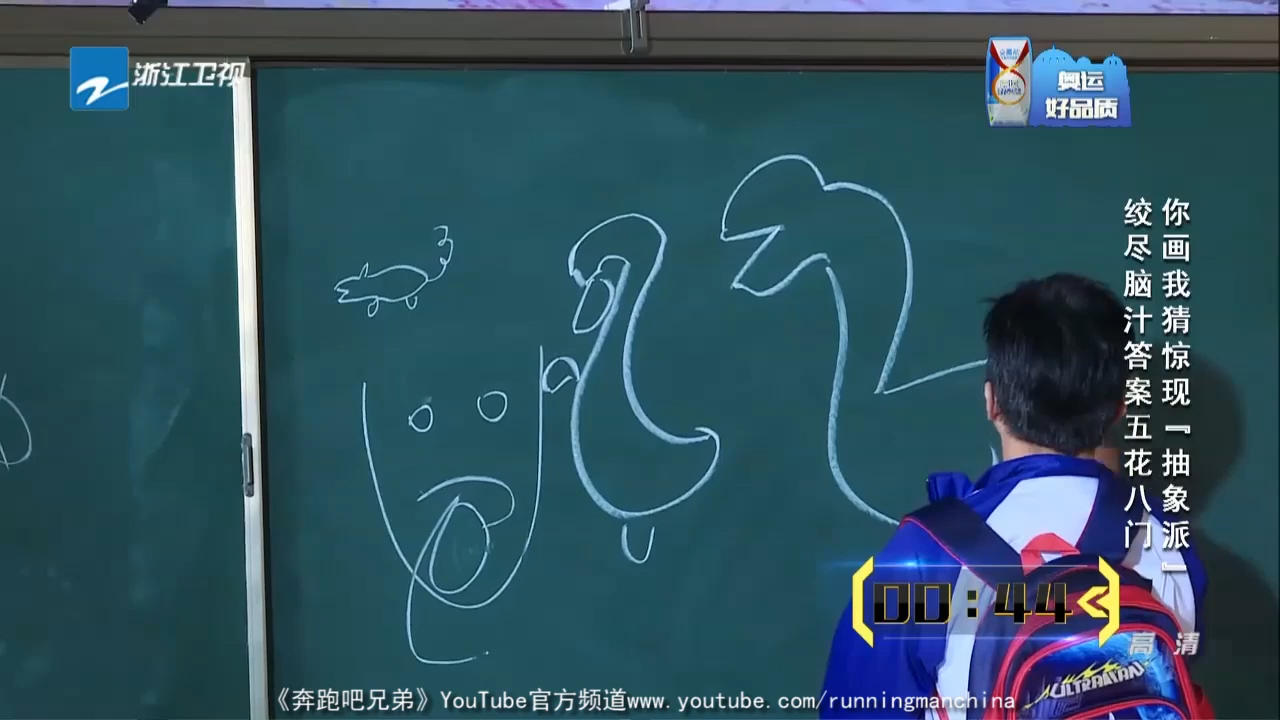 浙江卫视
奥运
好品质
你画我猜惊现『抽象派』
绞尽脑汁答案五花八门
00:44
高清
ULTRAMAN
《奔跑吧兄弟》YouTube官方频道www.youtube.com/runningmanchina